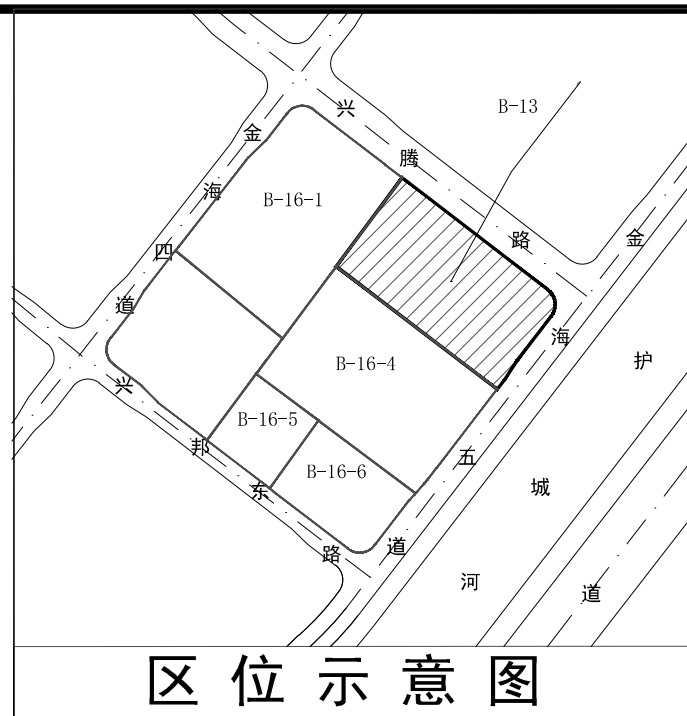 B-13
兴腾路
金海四道
B-16-1
金海五道
护城河
B-16-4
B-16-5
B-16-6
兴邦东路
道
区位示意图